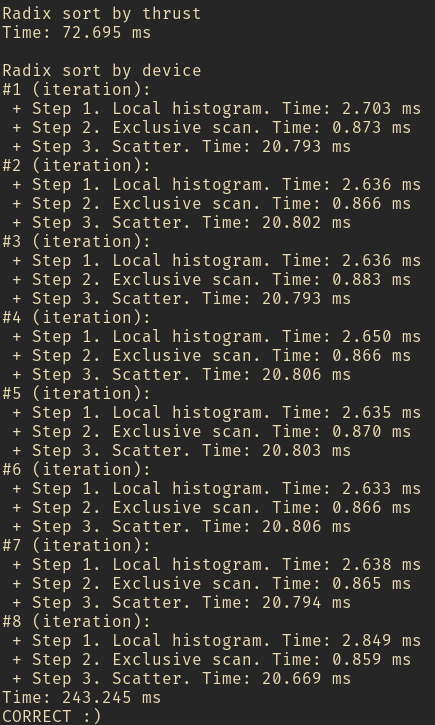 Radix sort by thrust
Time: 72.695 ms

Radix sort by device
#1 (iteration):
 + Step 1. Local histogram. Time: 2.703 ms
 + Step 2. Exclusive scan. Time: 0.873 ms
 + Step 3. Scatter. Time: 20.793 ms
#2 (iteration):
 + Step 1. Local histogram. Time: 2.636 ms
 + Step 2. Exclusive scan. Time: 0.866 ms
 + Step 3. Scatter. Time: 20.802 ms
#3 (iteration):
 + Step 1. Local histogram. Time: 2.636 ms
 + Step 2. Exclusive scan. Time: 0.883 ms
 + Step 3. Scatter. Time: 20.793 ms
#4 (iteration):
 + Step 1. Local histogram. Time: 2.650 ms
 + Step 2. Exclusive scan. Time: 0.866 ms
 + Step 3. Scatter. Time: 20.806 ms
#5 (iteration):
 + Step 1. Local histogram. Time: 2.635 ms
 + Step 2. Exclusive scan. Time: 0.870 ms
 + Step 3. Scatter. Time: 20.803 ms
#6 (iteration):
 + Step 1. Local histogram. Time: 2.633 ms
 + Step 2. Exclusive scan. Time: 0.866 ms
 + Step 3. Scatter. Time: 20.806 ms
#7 (iteration):
 + Step 1. Local histogram. Time: 2.638 ms
 + Step 2. Exclusive scan. Time: 0.865 ms
 + Step 3. Scatter. Time: 20.794 ms
#8 (iteration):
 + Step 1. Local histogram. Time: 2.849 ms
 + Step 2. Exclusive scan. Time: 0.859 ms
 + Step 3. Scatter. Time: 20.669 ms
Time: 243.245 ms
CORRECT :)